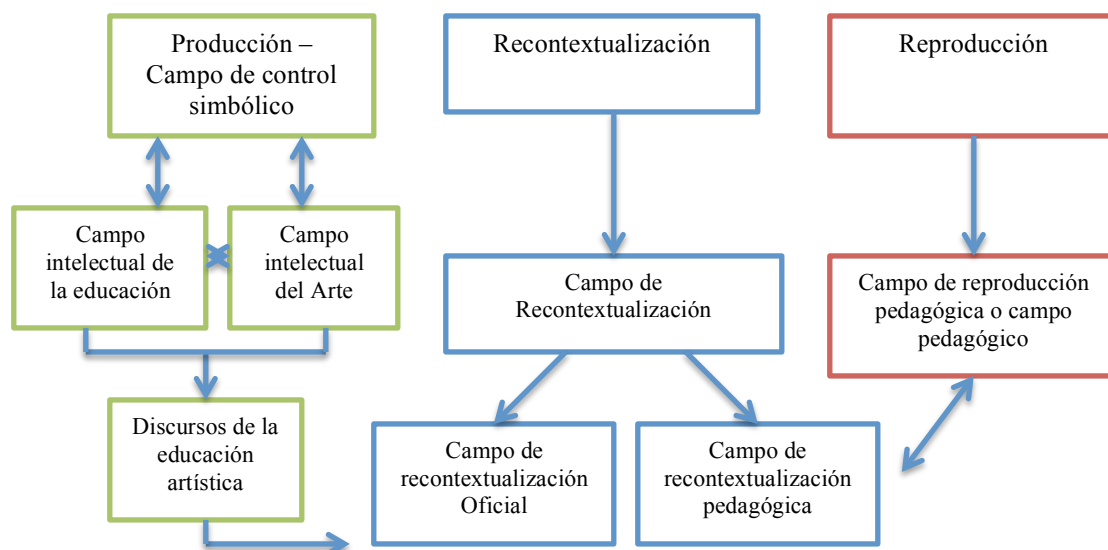 Producción –
Campo de control
simbólico
Recontextualización
Reproducción
Campo
intelectual de
la educación
Campo
intelectual
del Arte
Campo de
Recontextualización
Campo de reproducción
pedagógica o campo
pedagógico
Discursos de la
educación
artística
Campo de
recontextualización
Oficial
Campo de
recontextualización
pedagógica